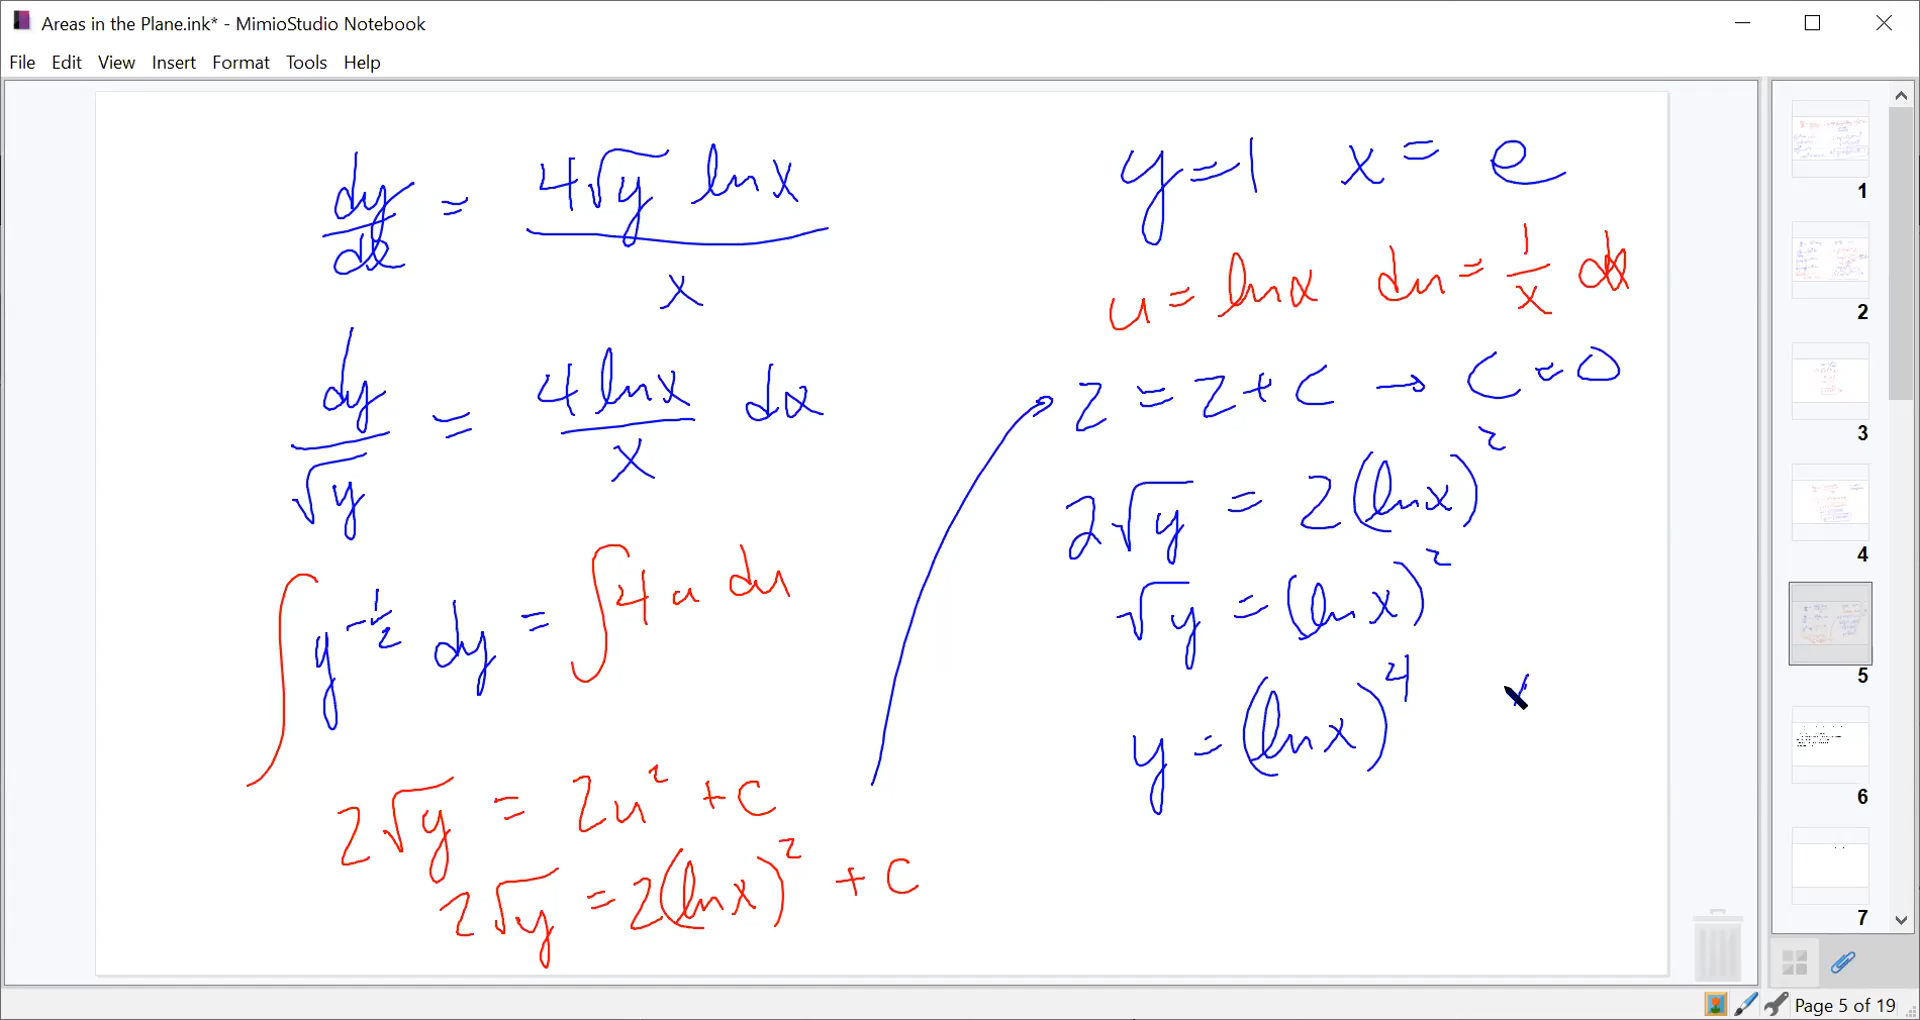 Areas in the Plane.ink* - MimioStudio Notebook
File Edit View Insert Format Tools Help
dy/dx = 4√y ln x / x
dy/√y = 4 ln x / x dx
∫ y^(-1/2) dy = ∫ 4u du
2√y = 2u² + C
2√y = 2(ln x)² + C
y = 1 x = e
u = ln x du = 1/x dx
2 = 2 + C → C = 0
2√y = 2(ln x)²
√y = (ln x)²
y = (ln x)⁴
1
2
3
4
5
6
7
Page 5 of 19